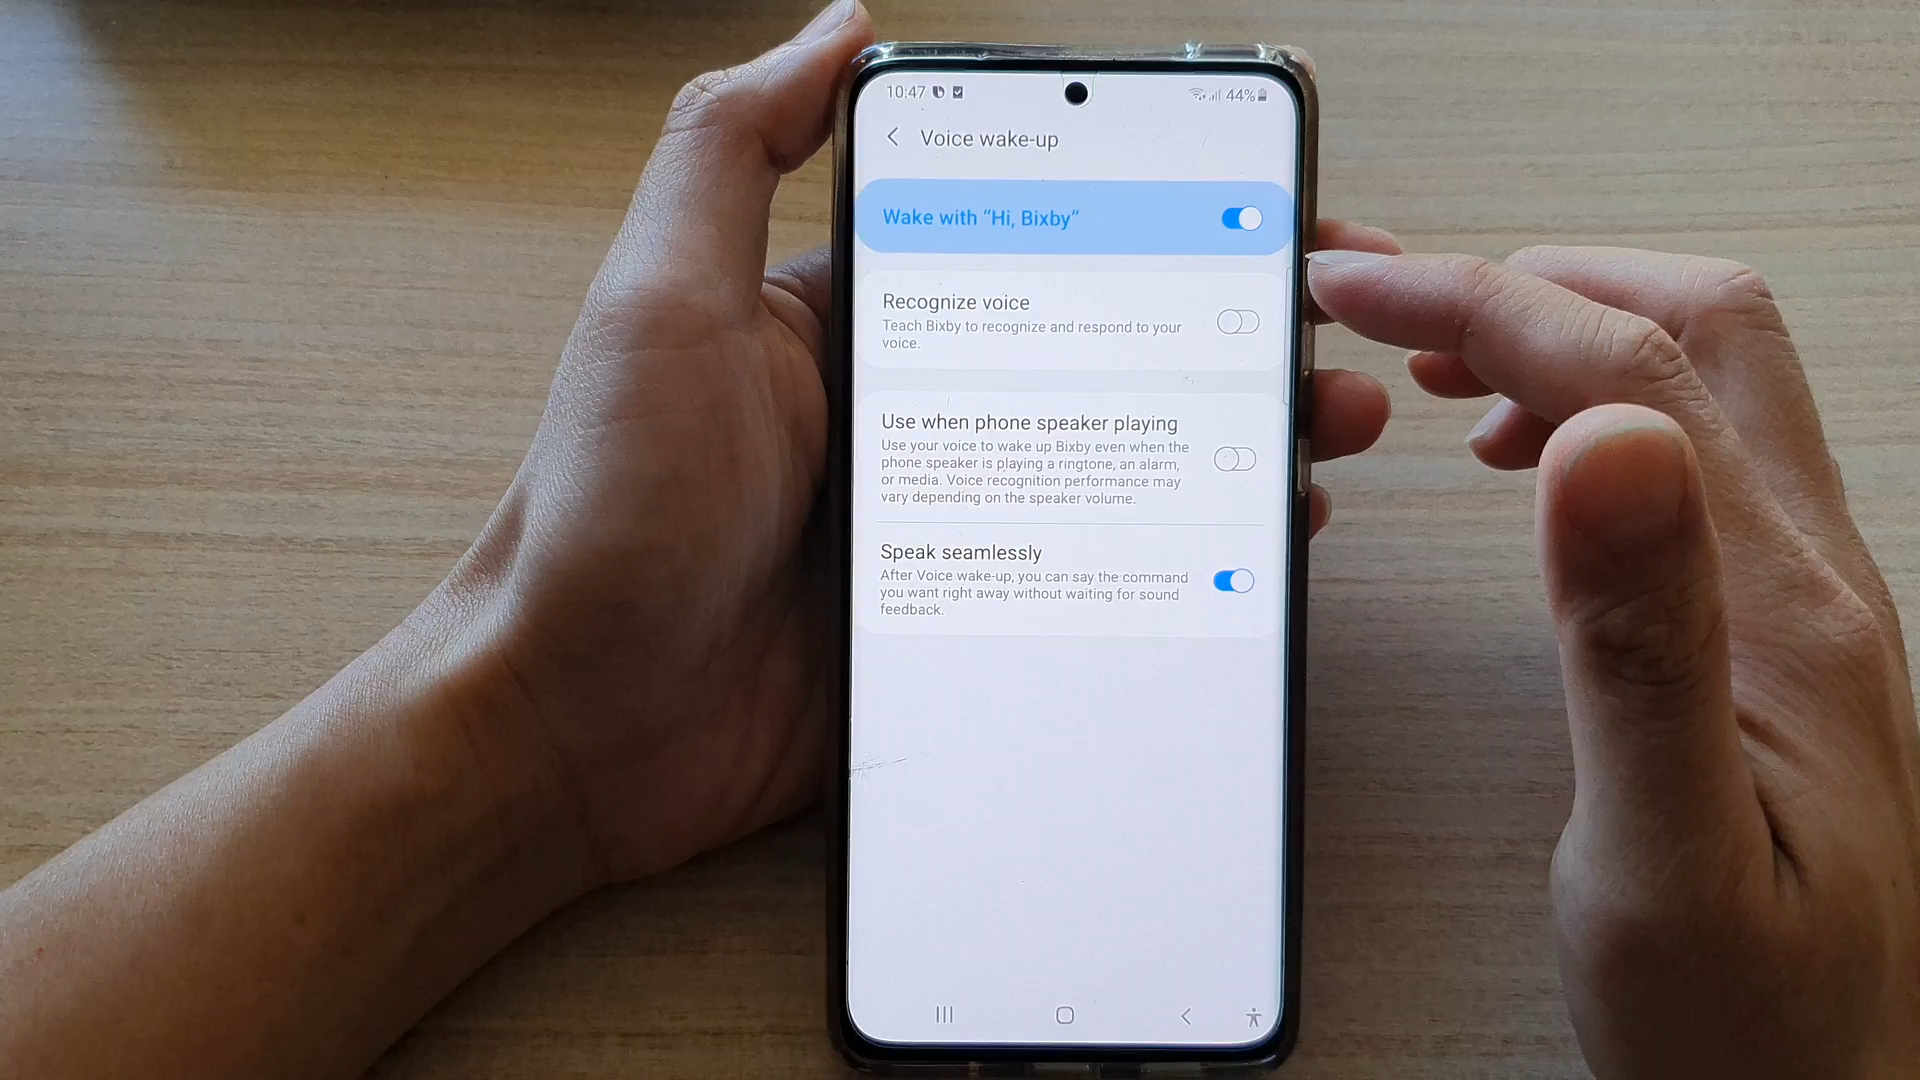 10:47
44%
Voice wake-up
Wake with “Hi, Bixby”
Recognize voice
Teach Bixby to recognize and respond to your
voice.
Use when phone speaker playing
Use your voice to wake up Bixby even when the
phone speaker is playing a ringtone, an alarm,
or media. Voice recognition performance may
vary depending on the speaker volume.
Speak seamlessly
After Voice wake-up, you can say the command
you want right away without waiting for sound
feedback.